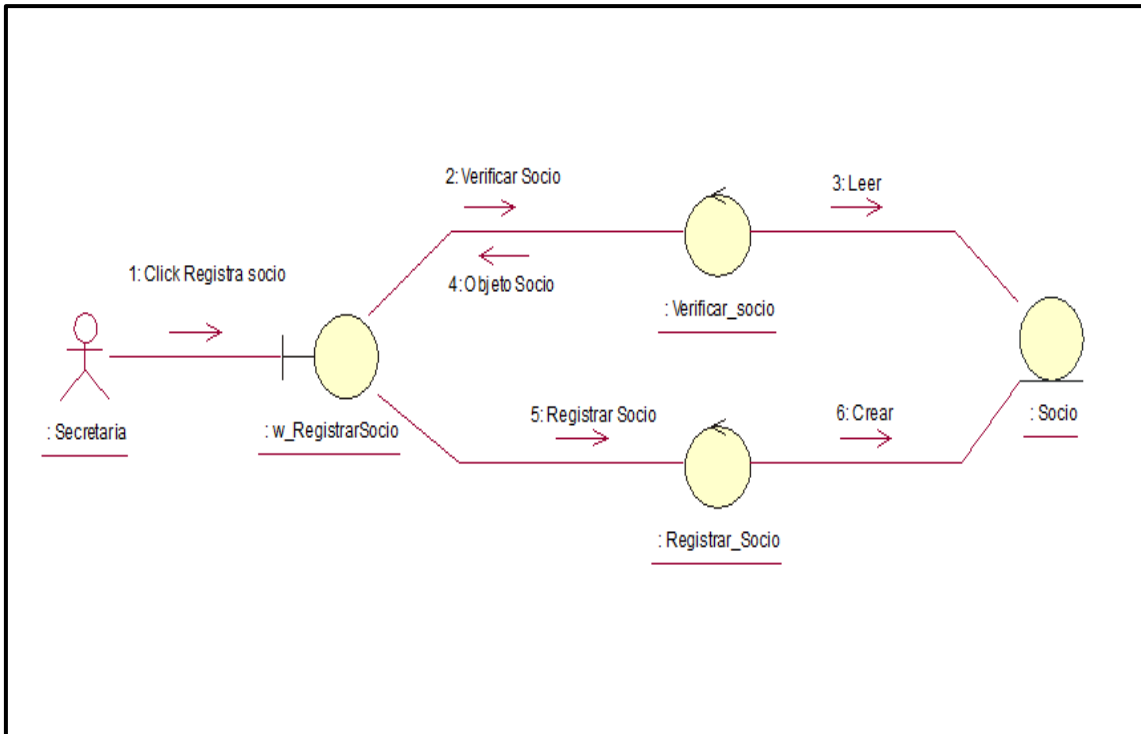 2: Verificar Socio
3: Leer
1: Click Registra socio
4: Objeto Socio
: Verificar_socio
: Secretaria
: w_RegistrarSocio
5: Registrar Socio
6: Crear
: Socio
: Registrar_Socio